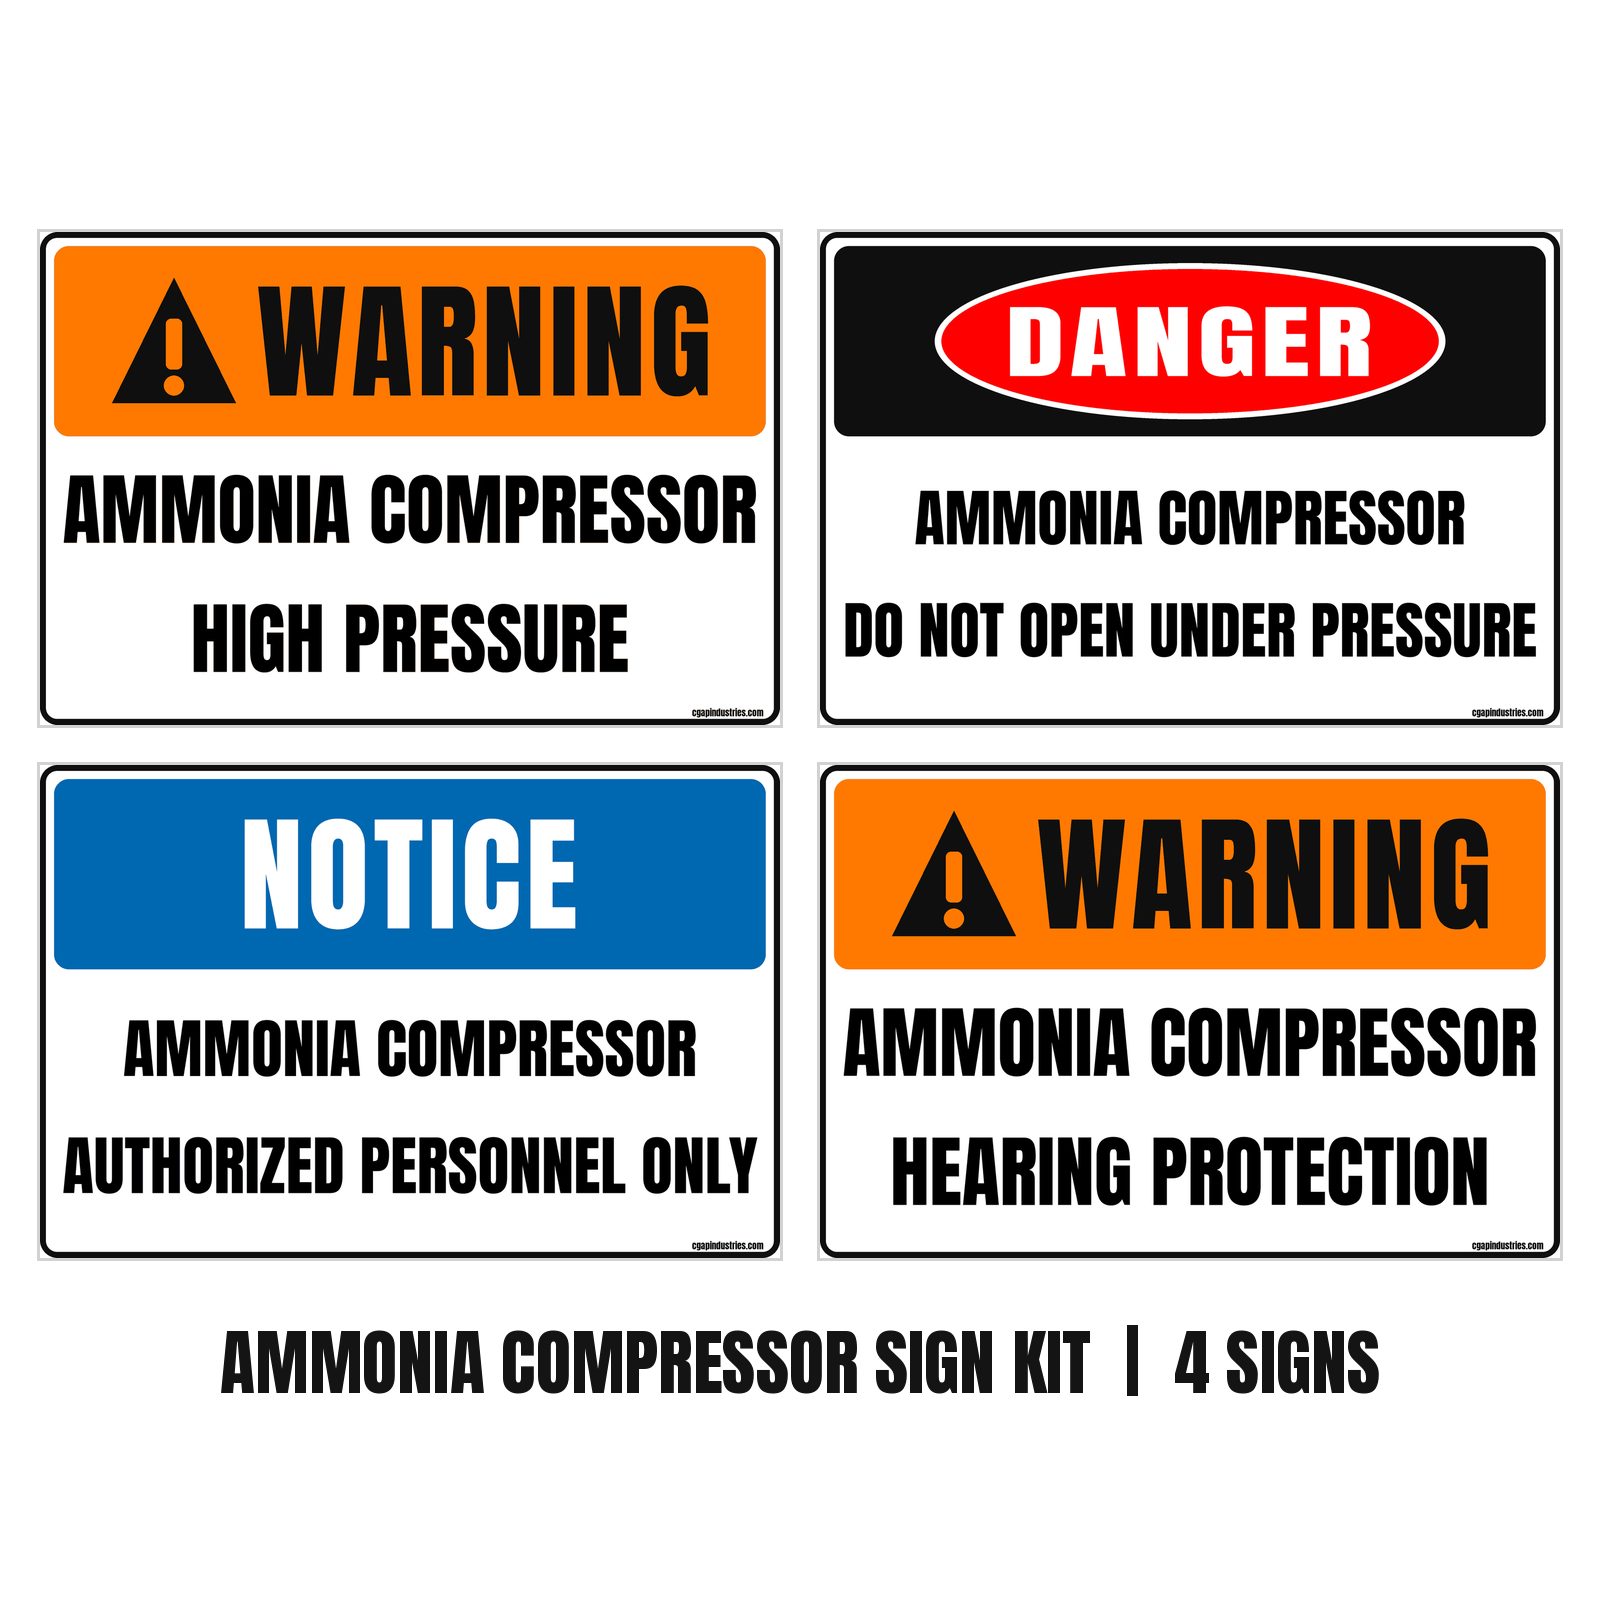 WARNING
AMMONIA COMPRESSOR
HIGH PRESSURE
cgapindustries.com
DANGER
AMMONIA COMPRESSOR
DO NOT OPEN UNDER PRESSURE
cgapindustries.com
NOTICE
AMMONIA COMPRESSOR
AUTHORIZED PERSONNEL ONLY
cgapindustries.com
WARNING
AMMONIA COMPRESSOR
HEARING PROTECTION
cgapindustries.com
AMMONIA COMPRESSOR SIGN KIT | 4 SIGNS